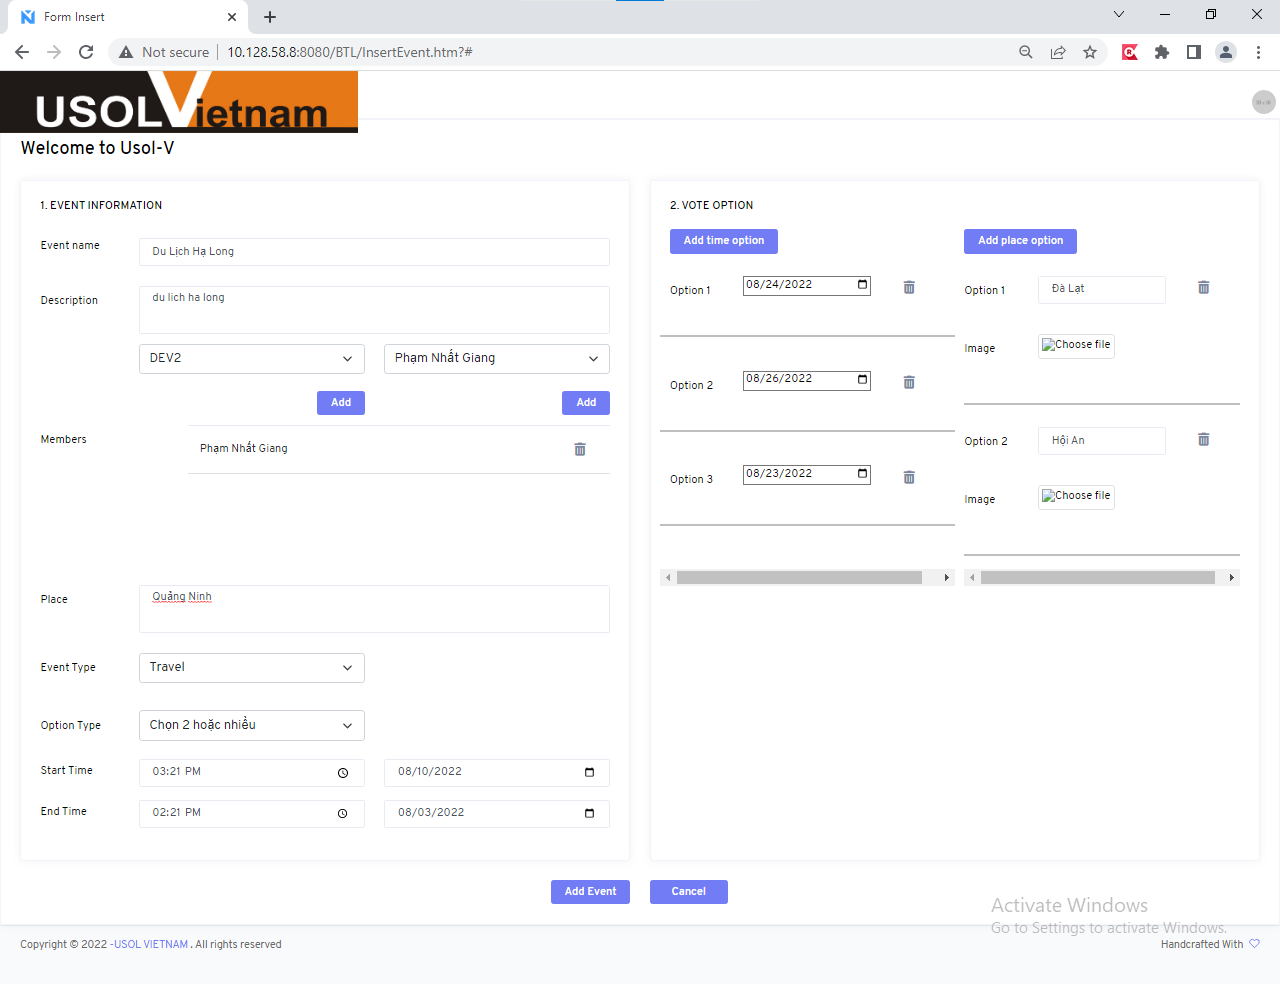 Form Insert
Not secure
10.128.58.8:8080/BTL/InsertEvent.htm?#
USOL Vietnam
Welcome to Usol-V
1. EVENT INFORMATION
Event name
Du Lịch Hạ Long
Description
du lich ha long
DEV2
Phạm Nhất Giang
Add
Add
Members
Phạm Nhất Giang
Place
Quảng Ninh
Event Type
Travel
Option Type
Chọn 2 hoặc nhiều
Start Time
03:21 PM
08/10/2022
End Time
02:21 PM
08/03/2022
2. VOTE OPTION
Add time option
Option 1
08/24/2022
Option 2
08/26/2022
Option 3
08/23/2022
Add place option
Option 1
Đà Lạt
Image
Choose file
Option 2
Hội An
Image
Choose file
Add Event
Cancel
Activate Windows
Go to Settings to activate Windows.
Copyright © 2022 -USOL VIETNAM . All rights reserved
Handcrafted With